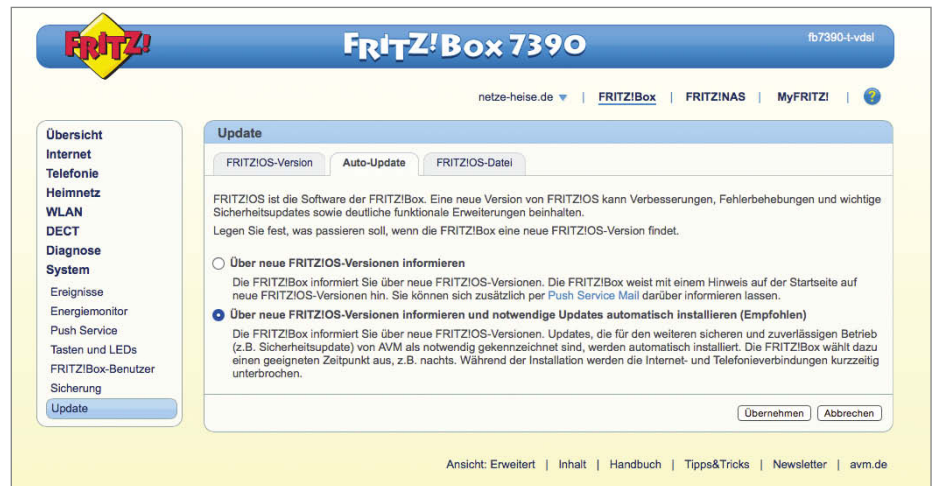 FRITZ!
FRITZ!BOX 7390
fb7390-t-vdsl
netze-heise.de | FRITZ!Box | FRITZ!NAS | MyFRITZ! | ?
Übersicht
Internet
Telefonie
Heimnetz
WLAN
DECT
Diagnose
System
Ereignisse
Energiemonitor
Push Service
Tasten und LEDs
FRITZ!Box-Benutzer
Sicherung
Update
Update
FRITZ!OS-Version Auto-Update FRITZ!OS-Datei
FRITZ!OS ist die Software der FRITZ!Box. Eine neue Version von FRITZ!OS kann Verbesserungen, Fehlerbehebungen und wichtige
Sicherheitsupdates sowie deutliche funktionale Erweiterungen beinhalten.
Legen Sie fest, was passieren soll, wenn die FRITZ!Box eine neue FRITZ!OS-Version findet.
Über neue FRITZ!OS-Versionen informieren
Die FRITZ!Box informiert Sie über neue FRITZ!OS-Versionen. Die FRITZ!Box weist mit einem Hinweis auf der Startseite auf
neue FRITZ!OS-Versionen hin. Sie können sich zusätzlich per Push Service Mail darüber informieren lassen.
Über neue FRITZ!OS-Versionen informieren und notwendige Updates automatisch installieren (Empfohlen)
Die FRITZ!Box informiert Sie über neue FRITZ!OS-Versionen. Updates, die für den weiteren sicheren und zuverlässigen Betrieb
(z.B. Sicherheitsupdate) von AVM als notwendig gekennzeichnet sind, werden automatisch installiert. Die FRITZ!Box wählt dazu
einen geeigneten Zeitpunkt aus, z.B. nachts. Während der Installation werden die Internet- und Telefonieverbindungen kurzzeitig
unterbrochen.
Übernehmen Abbrechen
Ansicht: Erweitert | Inhalt | Handbuch | Tipps&Tricks | Newsletter | avm.de